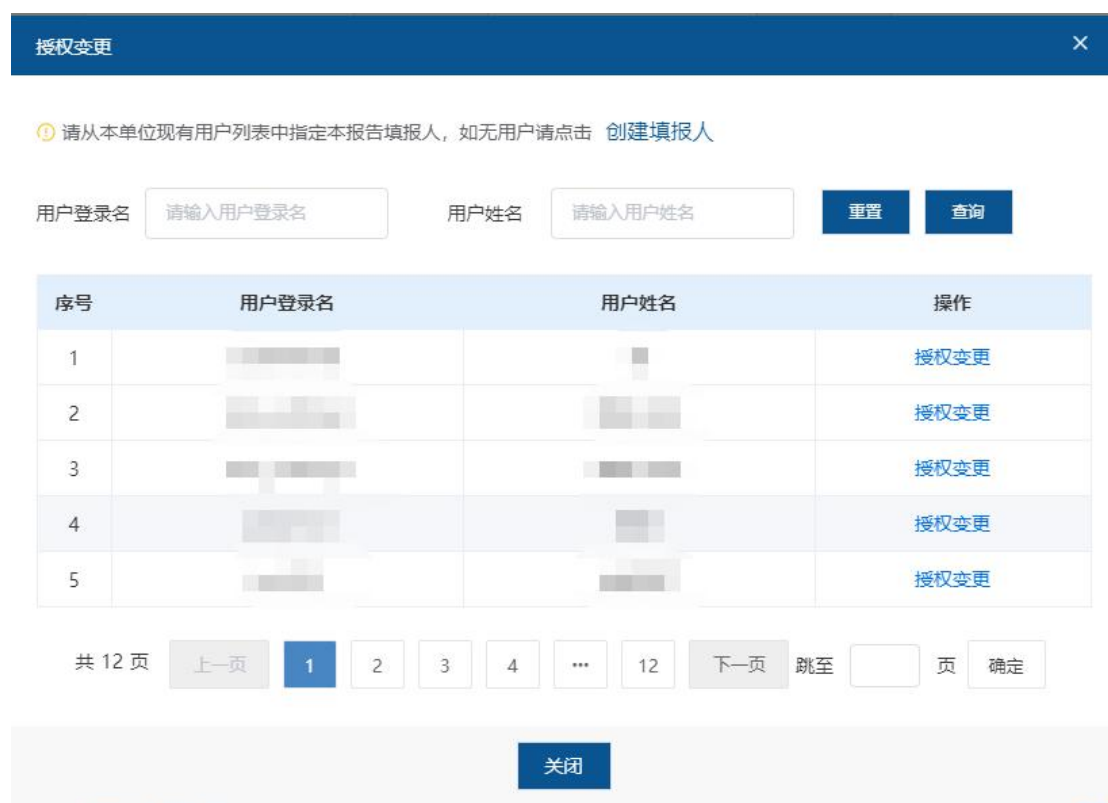 授权变更 ×
请从本单位现有用户列表中指定本报告填报人，如无用户请点击 创建填报人
用户登录名 请输入用户登录名 用户姓名 请输入用户姓名 重置 查询
序号 用户登录名 用户姓名 操作
1 授权变更
2 授权变更
3 授权变更
4 授权变更
5 授权变更
共 12 页 上一页 1 2 3 4 ··· 12 下一页 跳至 页 确定
关闭